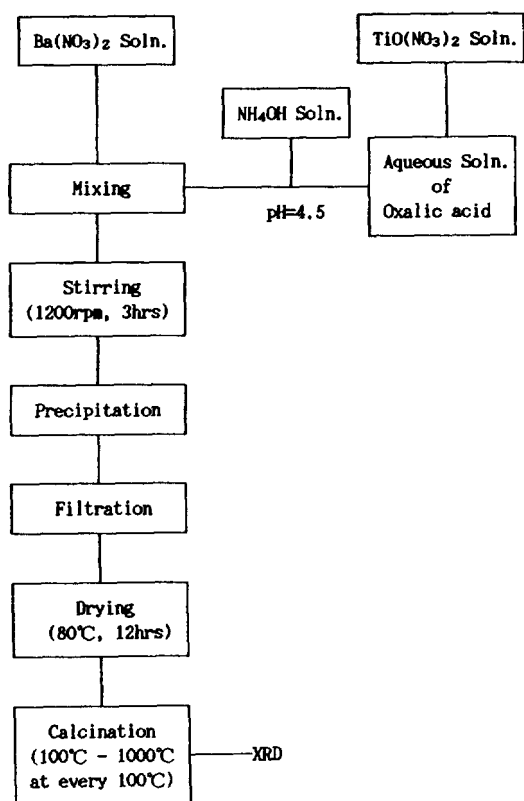 Ba(NO₃)₂ Soln.
TiO(NO₃)₂ Soln.
NH₄OH Soln.
Mixing
pH=4.5
Aqueous Soln.
of
Oxalic acid
Stirring
(1200rpm, 3hrs)
Precipitation
Filtration
Drying
(80℃, 12hrs)
Calcination
(100℃ - 1000℃
at every 100℃)
XRD